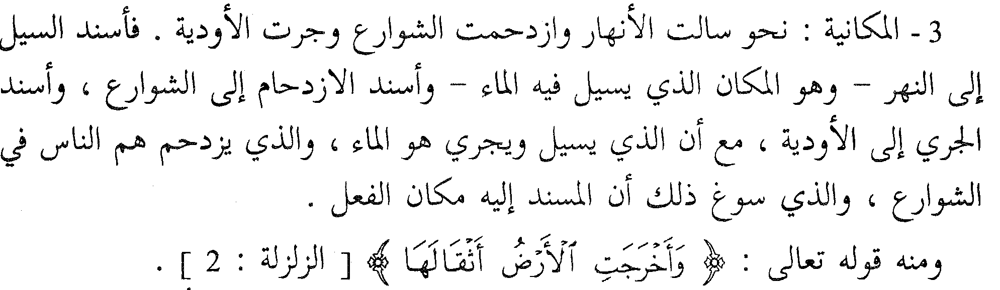 3 - المكانية : نحو سالت الأنهار وازدحمت الشوارع وجرت الأودية . فأسند السيل
إلى النهر – وهو المكان الذي يسيل فيه الماء – وأسند الازدحام إلى الشوارع ، وأسند
الجري إلى الأودية ، مع أن الذي يسيل ويجري هو الماء ، والذي يزدحم هم الناس في
الشوارع ، والذي سوغ ذلك أن المسند إليه مكان الفعل .
ومنه قوله تعالى : ﴿ وَأَخْرَجَتِ ٱلْأَرْضُ أَثْقَالَهَا ﴾ [ الزلزلة : 2 ] .